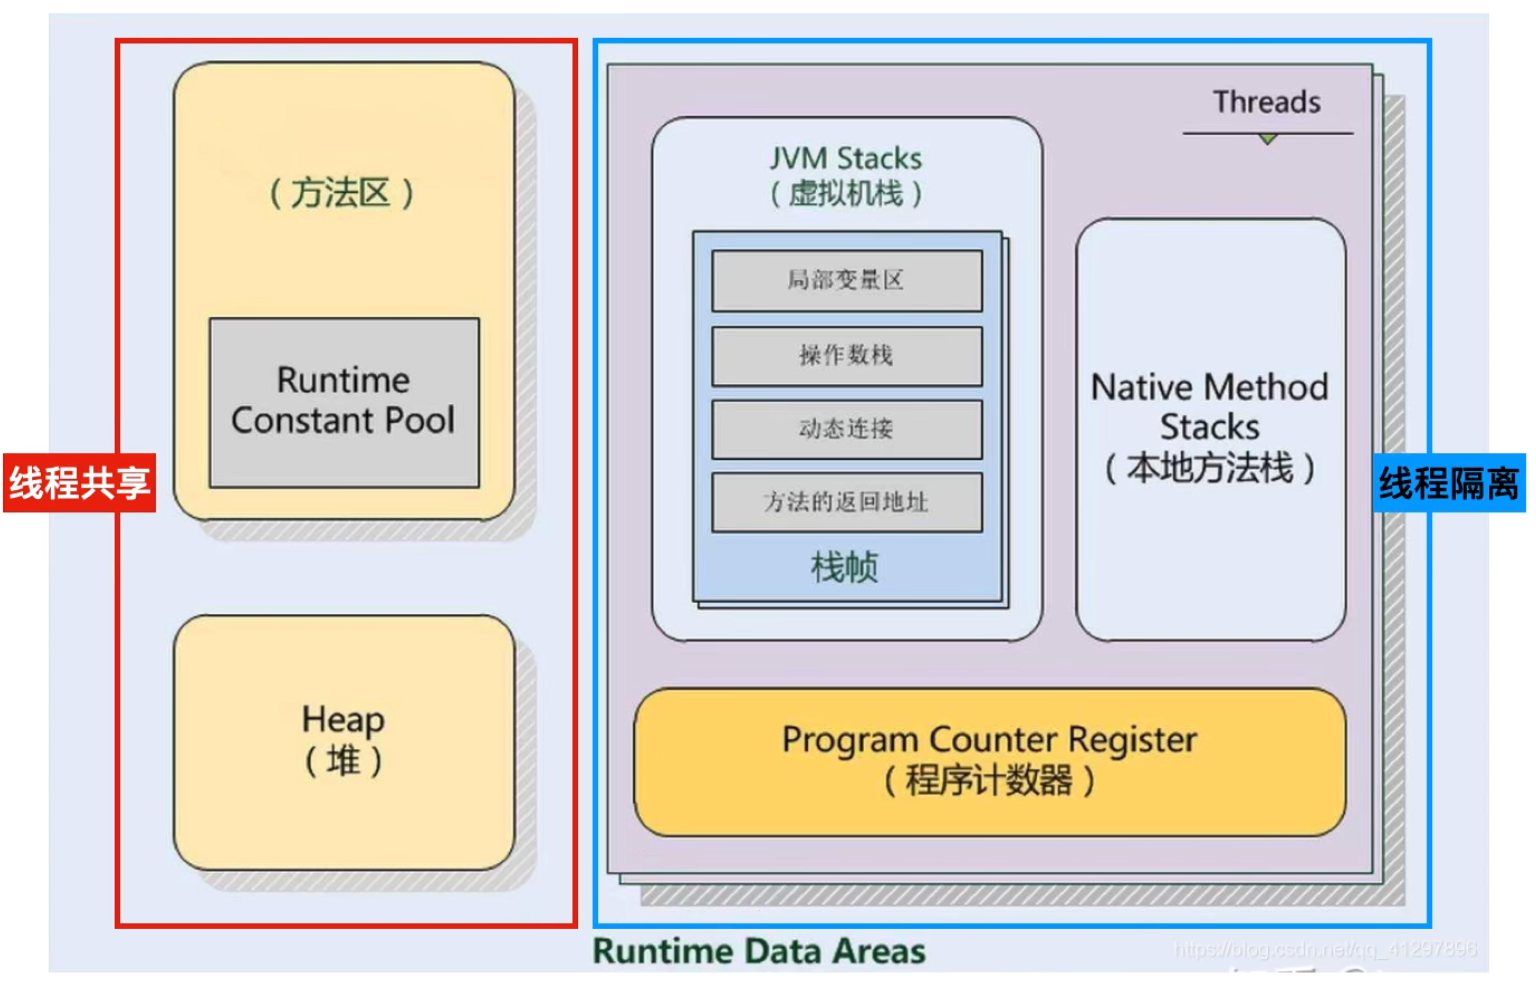 （方法区）
Runtime
Constant Pool
线程共享
Heap
（堆）
Threads
JVM Stacks
（虚拟机栈）
局部变量区
操作数栈
动态连接
方法的返回地址
栈帧
Native Method
Stacks
（本地方法栈）
线程隔离
Program Counter Register
（程序计数器）
Runtime Data Areas
https://blog.csdn.net/qq_41297896